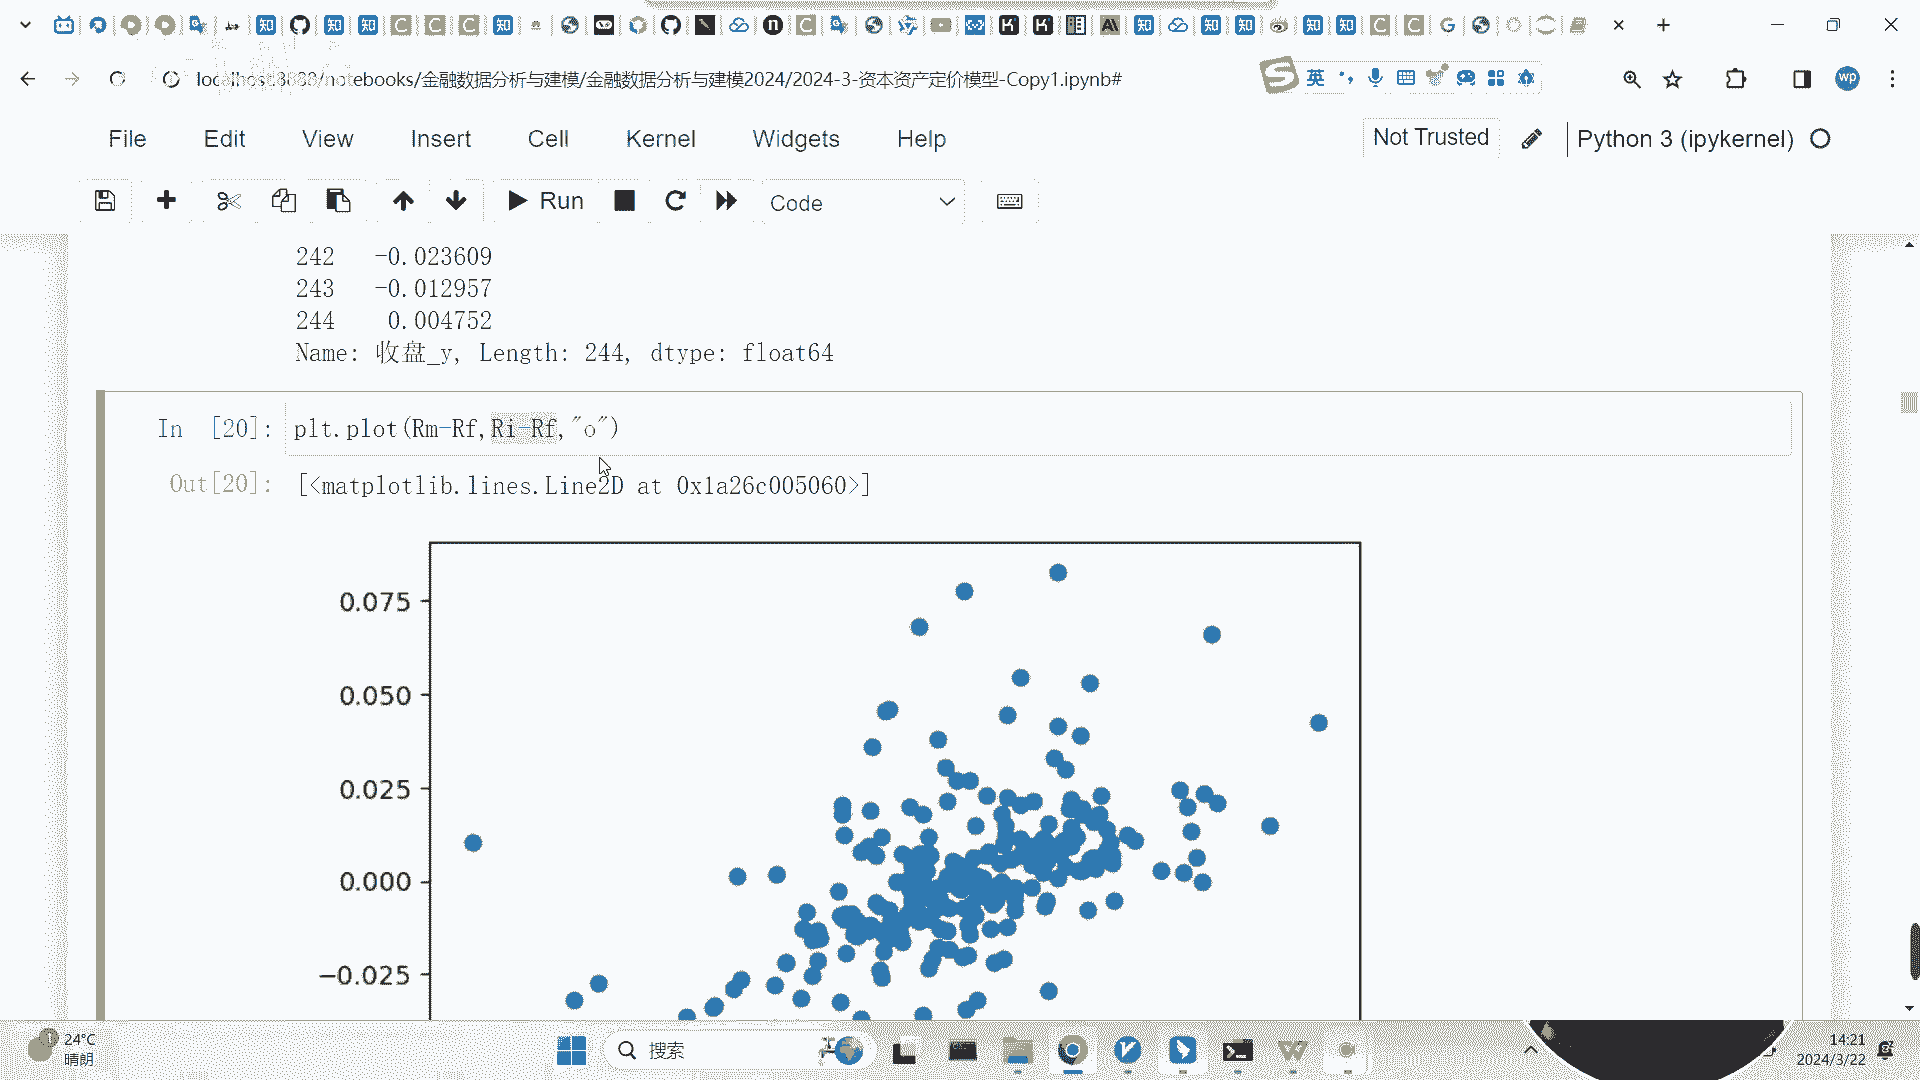 localhost:8888/notebooks/金融数据分析与建模/金融数据分析与建模2024/2024-3-资本资产定价模型-Copy1.ipynb#
英
wp
File Edit View Insert Cell Kernel Widgets Help
Not Trusted
Python 3 (ipykernel)
Run
Code
242 -0.023609
243 -0.012957
244 0.004752
Name: 收盘_y, Length: 244, dtype: float64
In [20]: plt.plot(Rm-Rf,Ri-Rf,"o")
Out[20]: [<matplotlib.lines.Line2D at 0x1a26c005060>]
0.075
0.050
0.025
0.000
−0.025
24°C
晴朗
搜索
14:21
2024/3/22